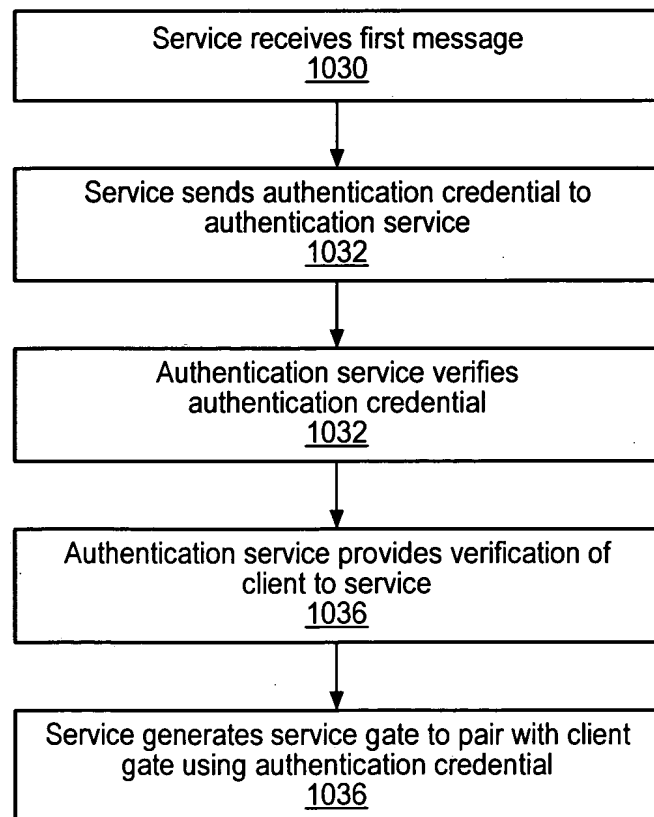 Service receives first message
1030
Service sends authentication credential to
authentication service
1032
Authentication service verifies
authentication credential
1032
Authentication service provides verification of
client to service
1036
Service generates service gate to pair with client
gate using authentication credential
1036